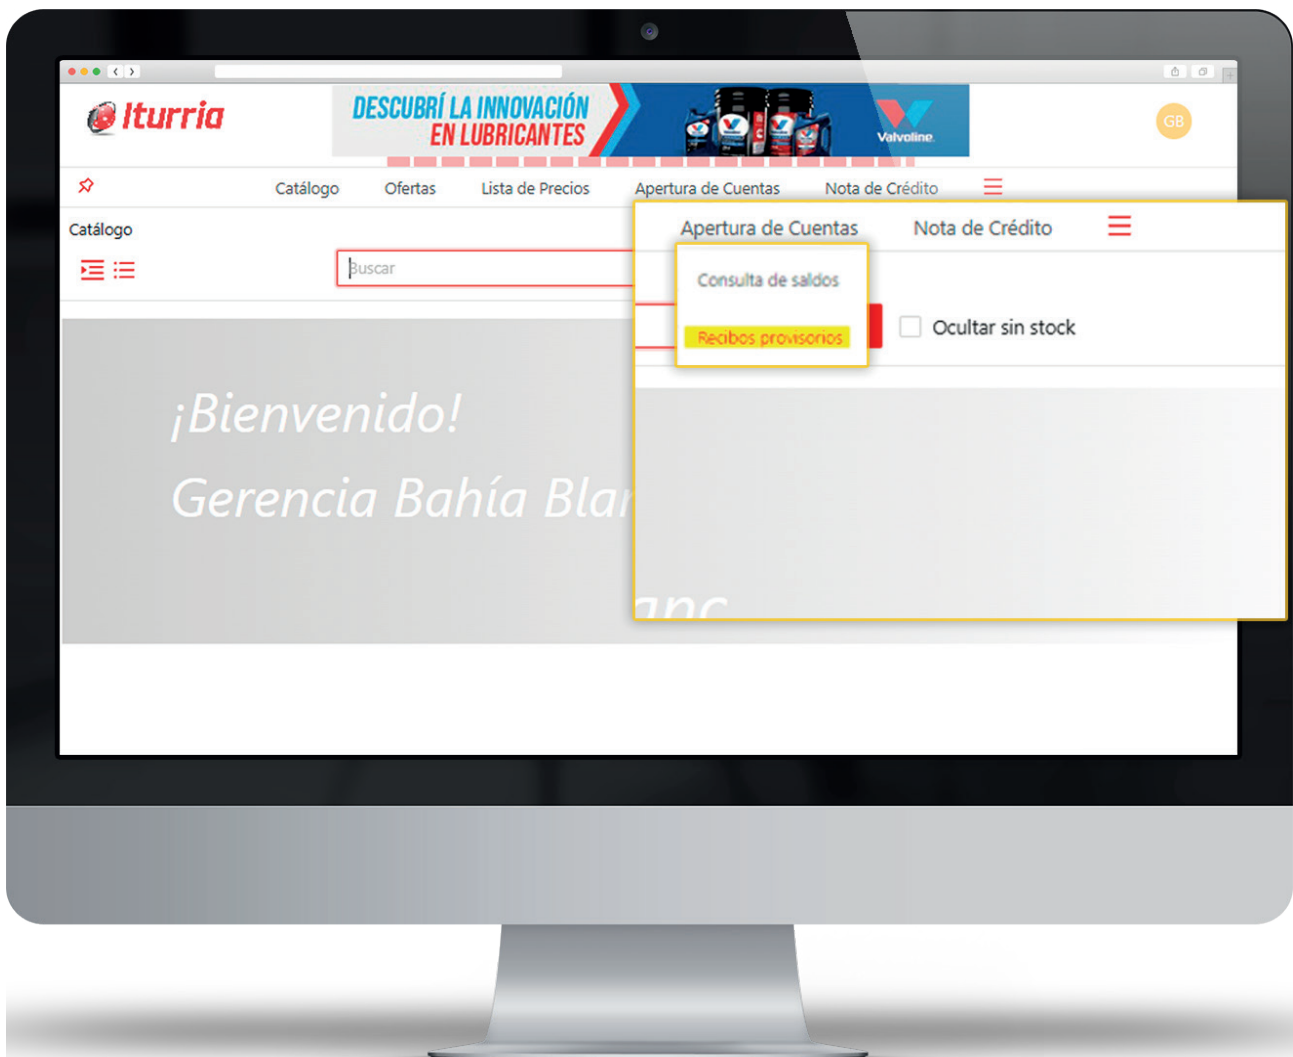 Iturria
DESCUBRÍ LA INNOVACIÓN
EN LUBRICANTES
Valvoline.
GB
Catálogo
Ofertas
Lista de Precios
Apertura de Cuentas
Nota de Crédito
Catálogo
Buscar
¡Bienvenido!
Gerencia Bahía Blan
Apertura de Cuentas
Nota de Crédito
Consulta de saldos
Recibos provisorios
Ocultar sin stock
anc